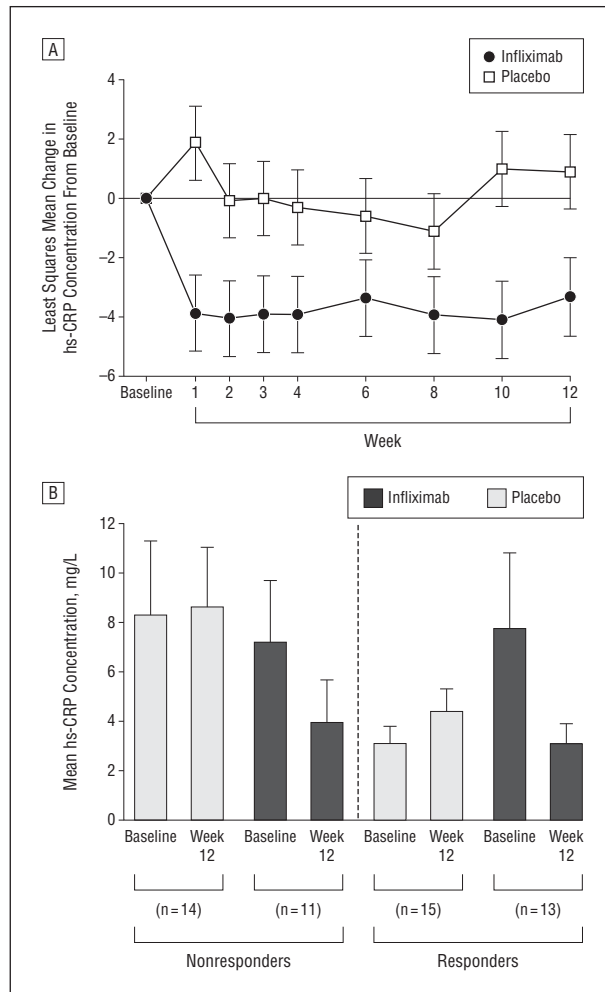 A
Infliximab
Placebo
Least Squares Mean Change in
hs-CRP Concentration From Baseline
4
2
0
−2
−4
−6
Baseline 1 2 3 4 6 8 10 12
Week
B
Infliximab Placebo
Mean hs-CRP Concentration, mg/L
12
10
8
6
4
2
0
Baseline Week Baseline Week Baseline Week Baseline Week
12 12 12 12
(n=14) (n=11) (n=15) (n=13)
Nonresponders Responders